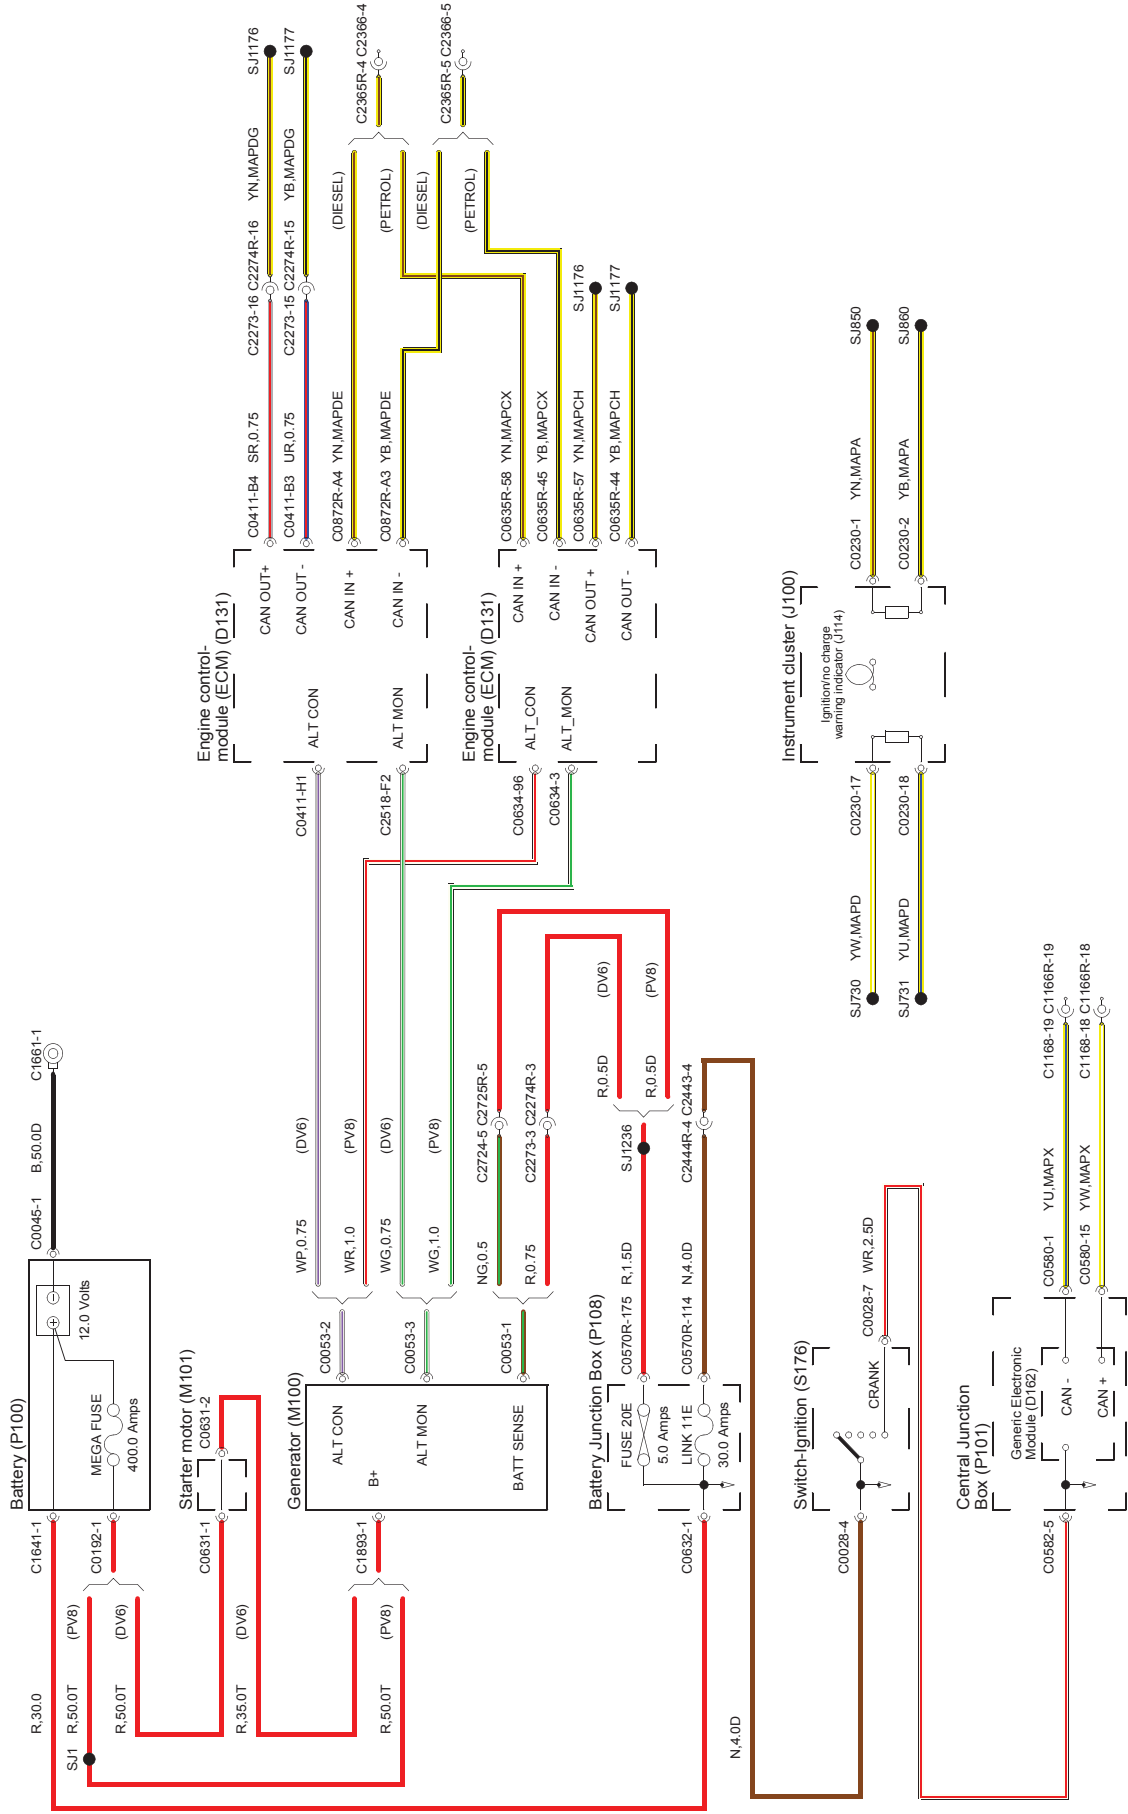 Battery (P100)
MEGA FUSE
400.0 Amps
+
-
12.0 Volts
C1641-1
C0192-1
C0045-1
B,50.0D
C1661-1
R,30.0
R,50.0T
(PV8)
R,50.0T
(DV6)
SJ1
Starter motor (M101)
C0631-1
C0631-2
R,35.0T
(DV6)
Generator (M100)
ALT CON
B+
ALT MON
BATT SENSE
C1893-1
R,50.0T
(PV8)
C0053-2
C0053-3
C0053-1
WP,0.75
(DV6)
WR,1.0
(PV8)
WG,0.75
(DV6)
WG,1.0
(PV8)
NG,0.5
C2724-5
C2725R-5
R,0.75
C2273-3
C2274R-3
Engine control-
module (ECM) (D131)
ALT CON
ALT MON
CAN OUT+
CAN OUT -
CAN IN +
CAN IN -
C0411-H1
C2518-F2
C0411-B4
SR,0.75
C2273-16
C2274R-16
YN,MAPDG
SJ1176
C0411-B3
UR,0.75
C2273-15
C2274R-15
YB,MAPDG
SJ1177
C0872R-A4
YN,MAPDE
(DIESEL)
C0872R-A3
YB,MAPDE
(PETROL)
(DIESEL)
(PETROL)
C2365R-4
C2366-4
C2365R-5
C2366-5
Engine control-
module (ECM) (D131)
ALT_CON
ALT_MON
CAN IN +
CAN IN -
CAN OUT +
CAN OUT -
C0634-96
C0634-3
C0635R-58
YN,MAPCX
C0635R-45
YB,MAPCX
C0635R-57
YN,MAPCH
SJ1176
C0635R-44
YB,MAPCH
SJ1177
Battery Junction Box (P108)
FUSE 20E
5.0 Amps
LINK 11E
30.0 Amps
C0632-1
C0570R-175
R,1.5D
SJ1236
R,0.5D
(DV6)
R,0.5D
(PV8)
C0570R-114
N,4.0D
C2444R-4
C2443-4
N,4.0D
Switch-Ignition (S176)
CRANK
C0028-4
C0028-7
WR,2.5D
Instrument cluster (J100)
Ignition/no charge
warning indicator (J114)
C0230-17
YW,MAPD
SJ730
C0230-18
YU,MAPD
SJ731
C0230-1
YN,MAPA
SJ850
C0230-2
YB,MAPA
SJ860
Central Junction
Box (P101)
Generic Electronic
Module (D162)
CAN -
CAN +
C0582-5
C0580-1
YU,MAPX
C1168-19
C1166R-19
C0580-15
YW,MAPX
C1168-18
C1166R-18